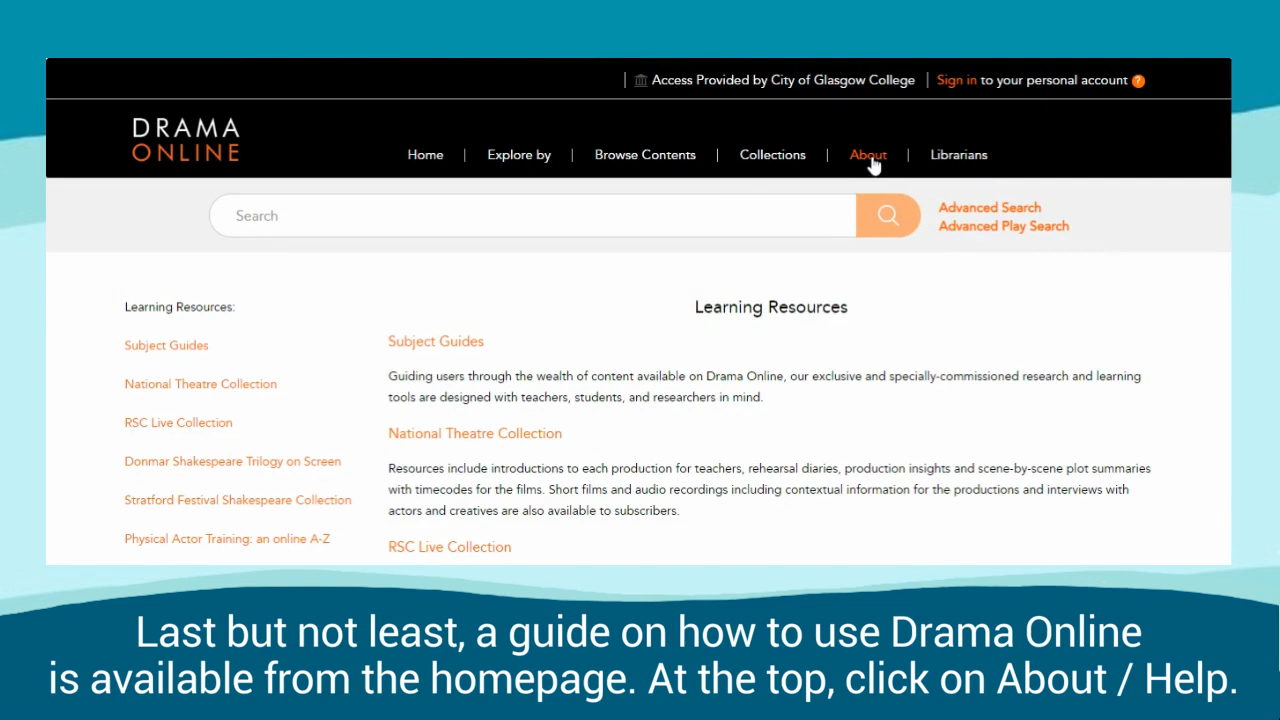 Access Provided by City of Glasgow College | Sign in to your personal account ?
DRAMA
ONLINE
Home | Explore by | Browse Contents | Collections | About | Librarians
Search
Advanced Search
Advanced Play Search
Learning Resources:
Subject Guides
National Theatre Collection
RSC Live Collection
Donmar Shakespeare Trilogy on Screen
Stratford Festival Shakespeare Collection
Physical Actor Training: an online A-Z
Learning Resources
Subject Guides
Guiding users through the wealth of content available on Drama Online, our exclusive and specially-commissioned research and learning
tools are designed with teachers, students, and researchers in mind.
National Theatre Collection
Resources include introductions to each production for teachers, rehearsal diaries, production insights and scene-by-scene plot summaries
with timecodes for the films. Short films and audio recordings including contextual information for the productions and interviews with
actors and creatives are also available to subscribers.
RSC Live Collection
Last but not least, a guide on how to use Drama Online
is available from the homepage. At the top, click on About / Help.